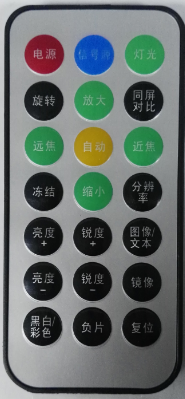 电源 信号源 灯光
旋转 放大 同屏
对比
远焦 自动 近焦
冻结 缩小 分辨
率
亮度
+ 锐度
+ 图像/
文本
亮度
- 锐度
- 镜像
黑白/
彩色 负片 复位